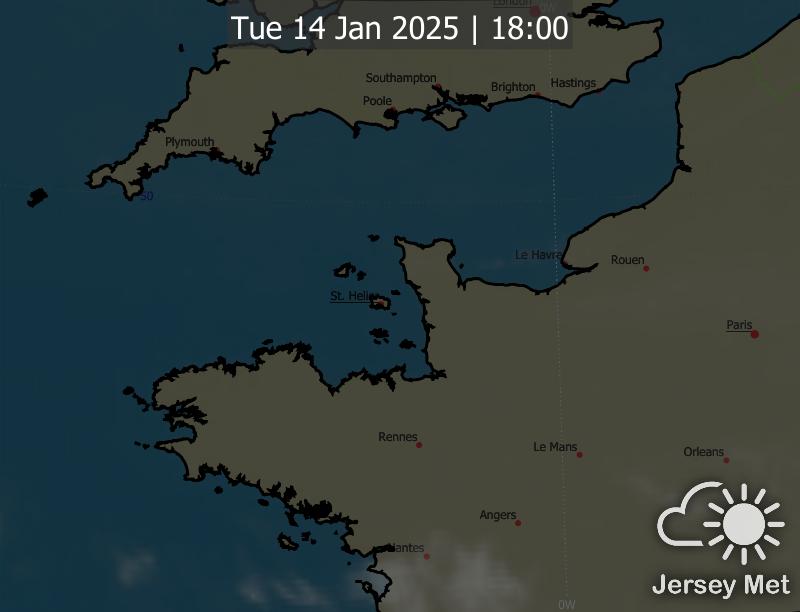 London
0W
Tue 14 Jan 2025 | 18:00
Southampton
Brighton
Hastings
Poole
Plymouth
50
Le Havre
Rouen
St. Helier
Paris
Rennes
Le Mans
Orleans
Angers
Nantes
Jersey Met
0W